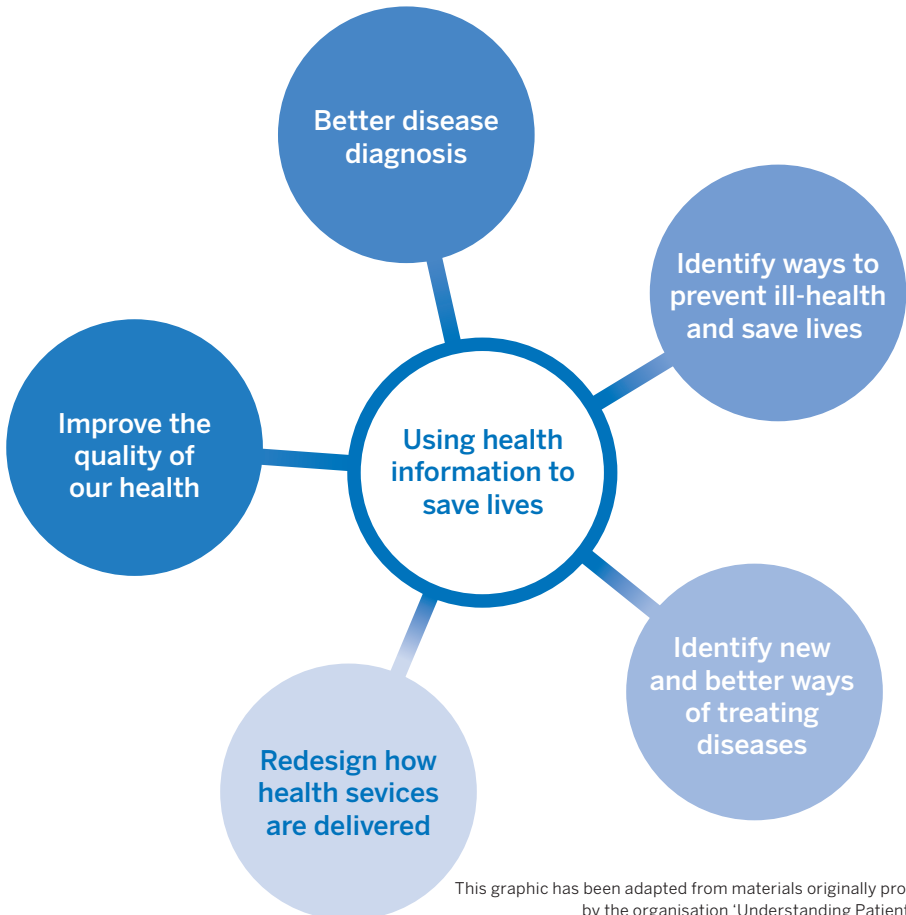 Better disease
diagnosis
Identify ways to
prevent ill-health
and save lives
Improve the
quality of
our health
Using health
information to
save lives
Identify new
and better ways
of treating
diseases
Redesign how
health sevices
are delivered
This graphic has been adapted from materials originally pro
by the organisation ‘Understanding Patient